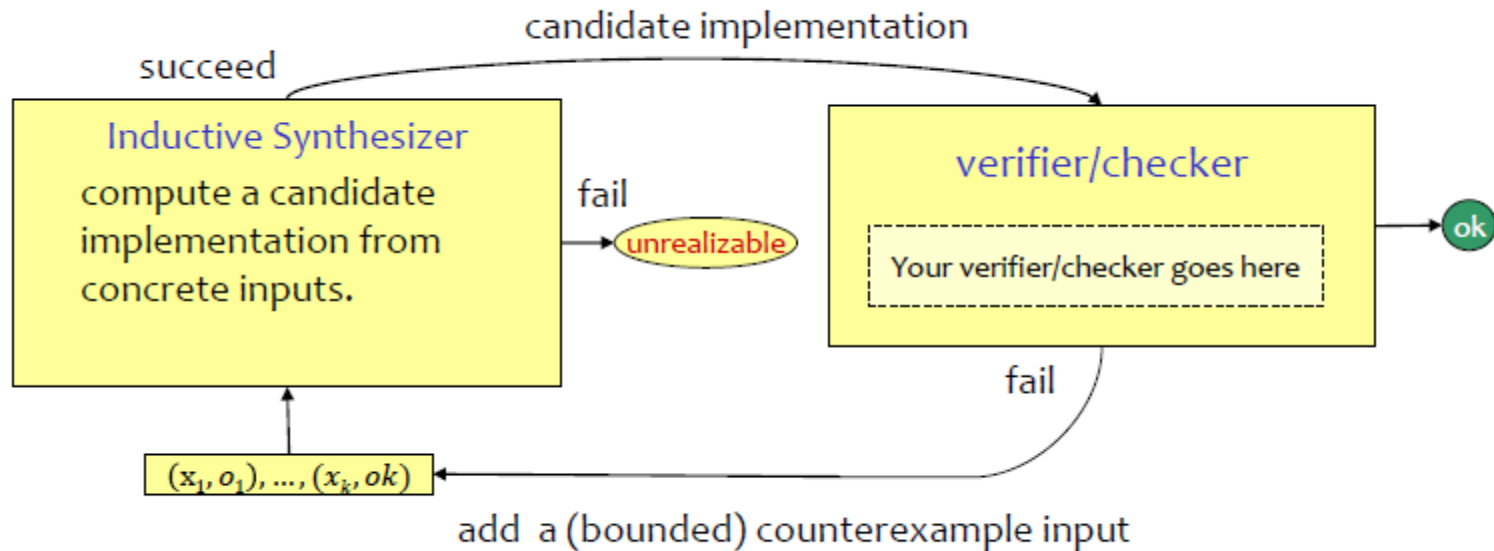 candidate implementation
succeed
Inductive Synthesizer
compute a candidate
implementation from
concrete inputs.
fail
unrealizable
verifier/checker
Your verifier/checker goes here
ok
fail
(x₁, o₁), ..., (xₖ, ok)
add a (bounded) counterexample input